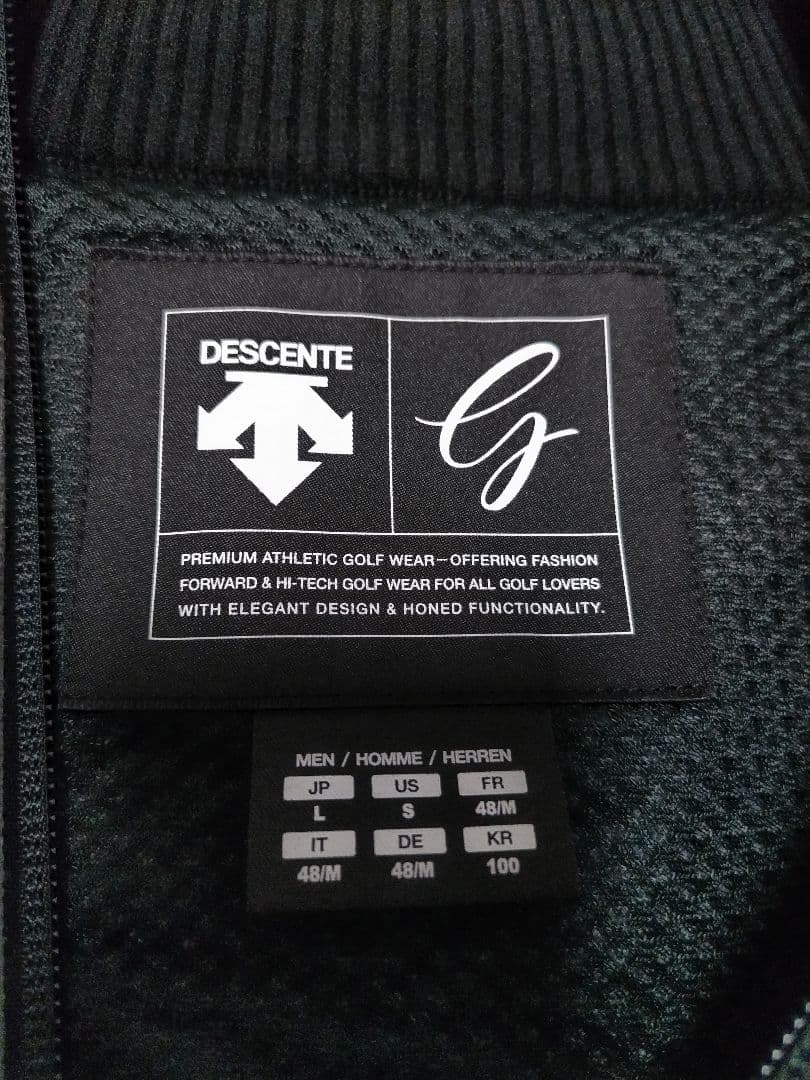 DESCENTE
G
PREMIUM ATHLETIC GOLF WEAR—OFFERING FASHION
FORWARD & HI-TECH GOLF WEAR FOR ALL GOLF LOVERS
WITH ELEGANT DESIGN & HONED FUNCTIONALITY.
MEN / HOMME / HERREN
JP US FR
L S 48/M
IT DE KR
48/M 48/M 100